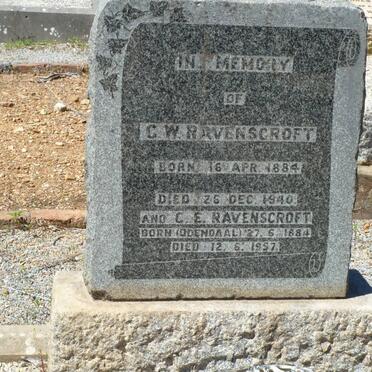 IN MEMORY
OF
C. W. RAVENSCROFT
BORN 16 APR. 1884
DIED 26 DEC. 1940.
AND C. E. RAVENSCROFT
BORN (ODENDAAL) 27. 6. 1884
DIED 12. 6. 1957.